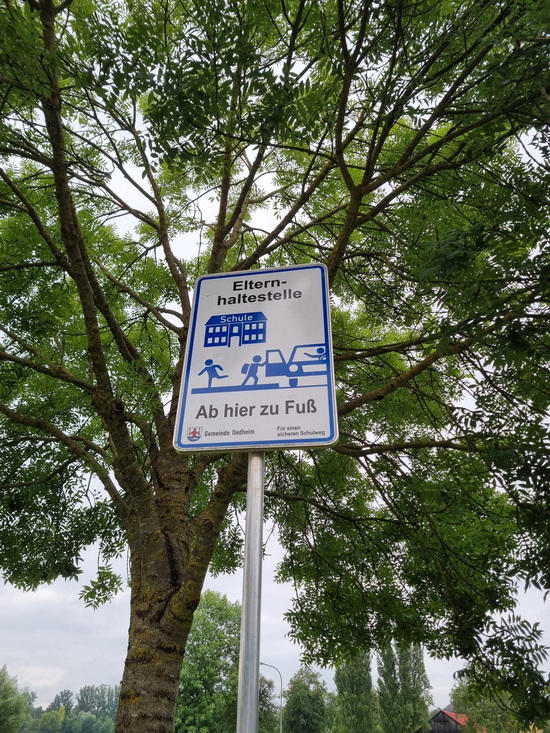 Eltern-
haltestelle
Schule
Ab hier zu Fuß
Gemeinde Oedheim
Für einen
sicheren Schulweg